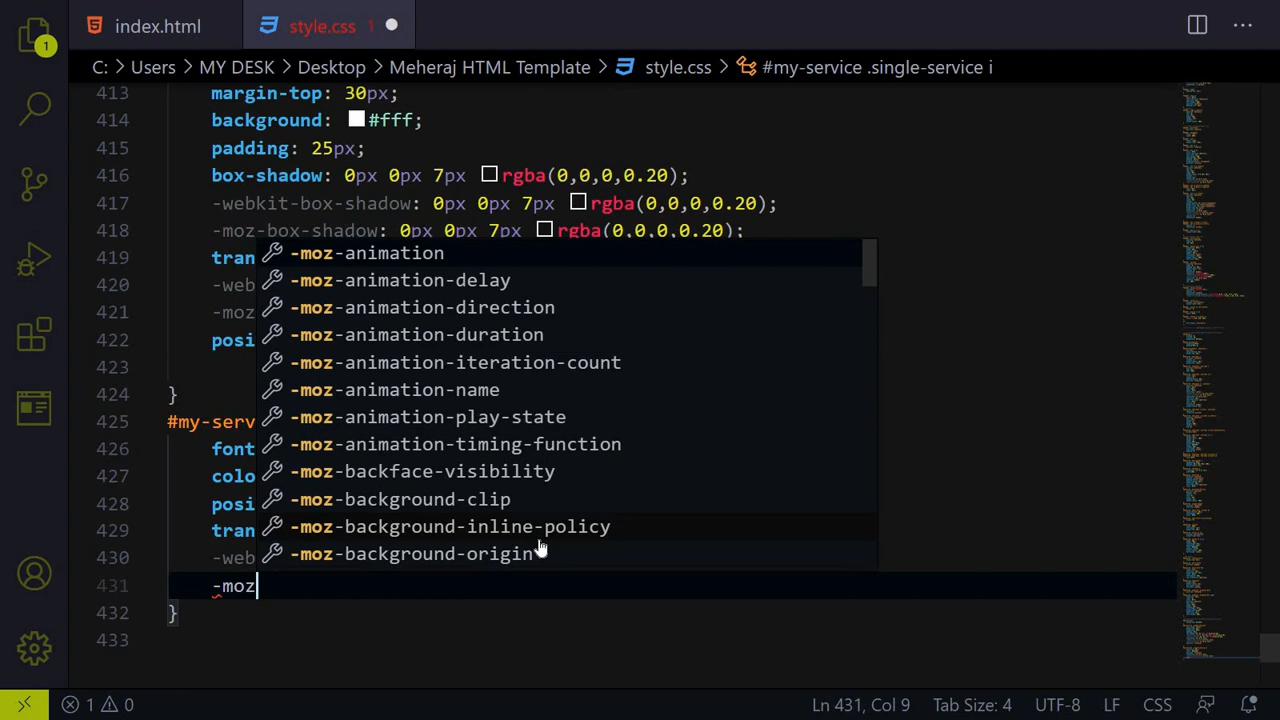 index.html
style.css 1
1
C: > Users > MY DESK > Desktop > Meheraj HTML Template > style.css > #my-service .single-service i
413 margin-top: 30px;
414 background: #fff;
415 padding: 25px;
416 box-shadow: 0px 0px 7px rgba(0,0,0,0.20);
417 -webkit-box-shadow: 0px 0px 7px rgba(0,0,0,0.20);
418 -moz-box-shadow: 0px 0px 7px rgba(0,0,0,0.20);
419 tran
420 -web
421 -moz
422 posi
423
424 }
425 #my-serv
426 font
427 colo
428 posi
429 tran
430 -web
431 -moz
432 }
433
-moz-animation
-moz-animation-delay
-moz-animation-direction
-moz-animation-duration
-moz-animation-iteration-count
-moz-animation-name
-moz-animation-play-state
-moz-animation-timing-function
-moz-backface-visibility
-moz-background-clip
-moz-background-inline-policy
-moz-background-origin
1 0 Ln 431, Col 9 Tab Size: 4 UTF-8 LF CSS